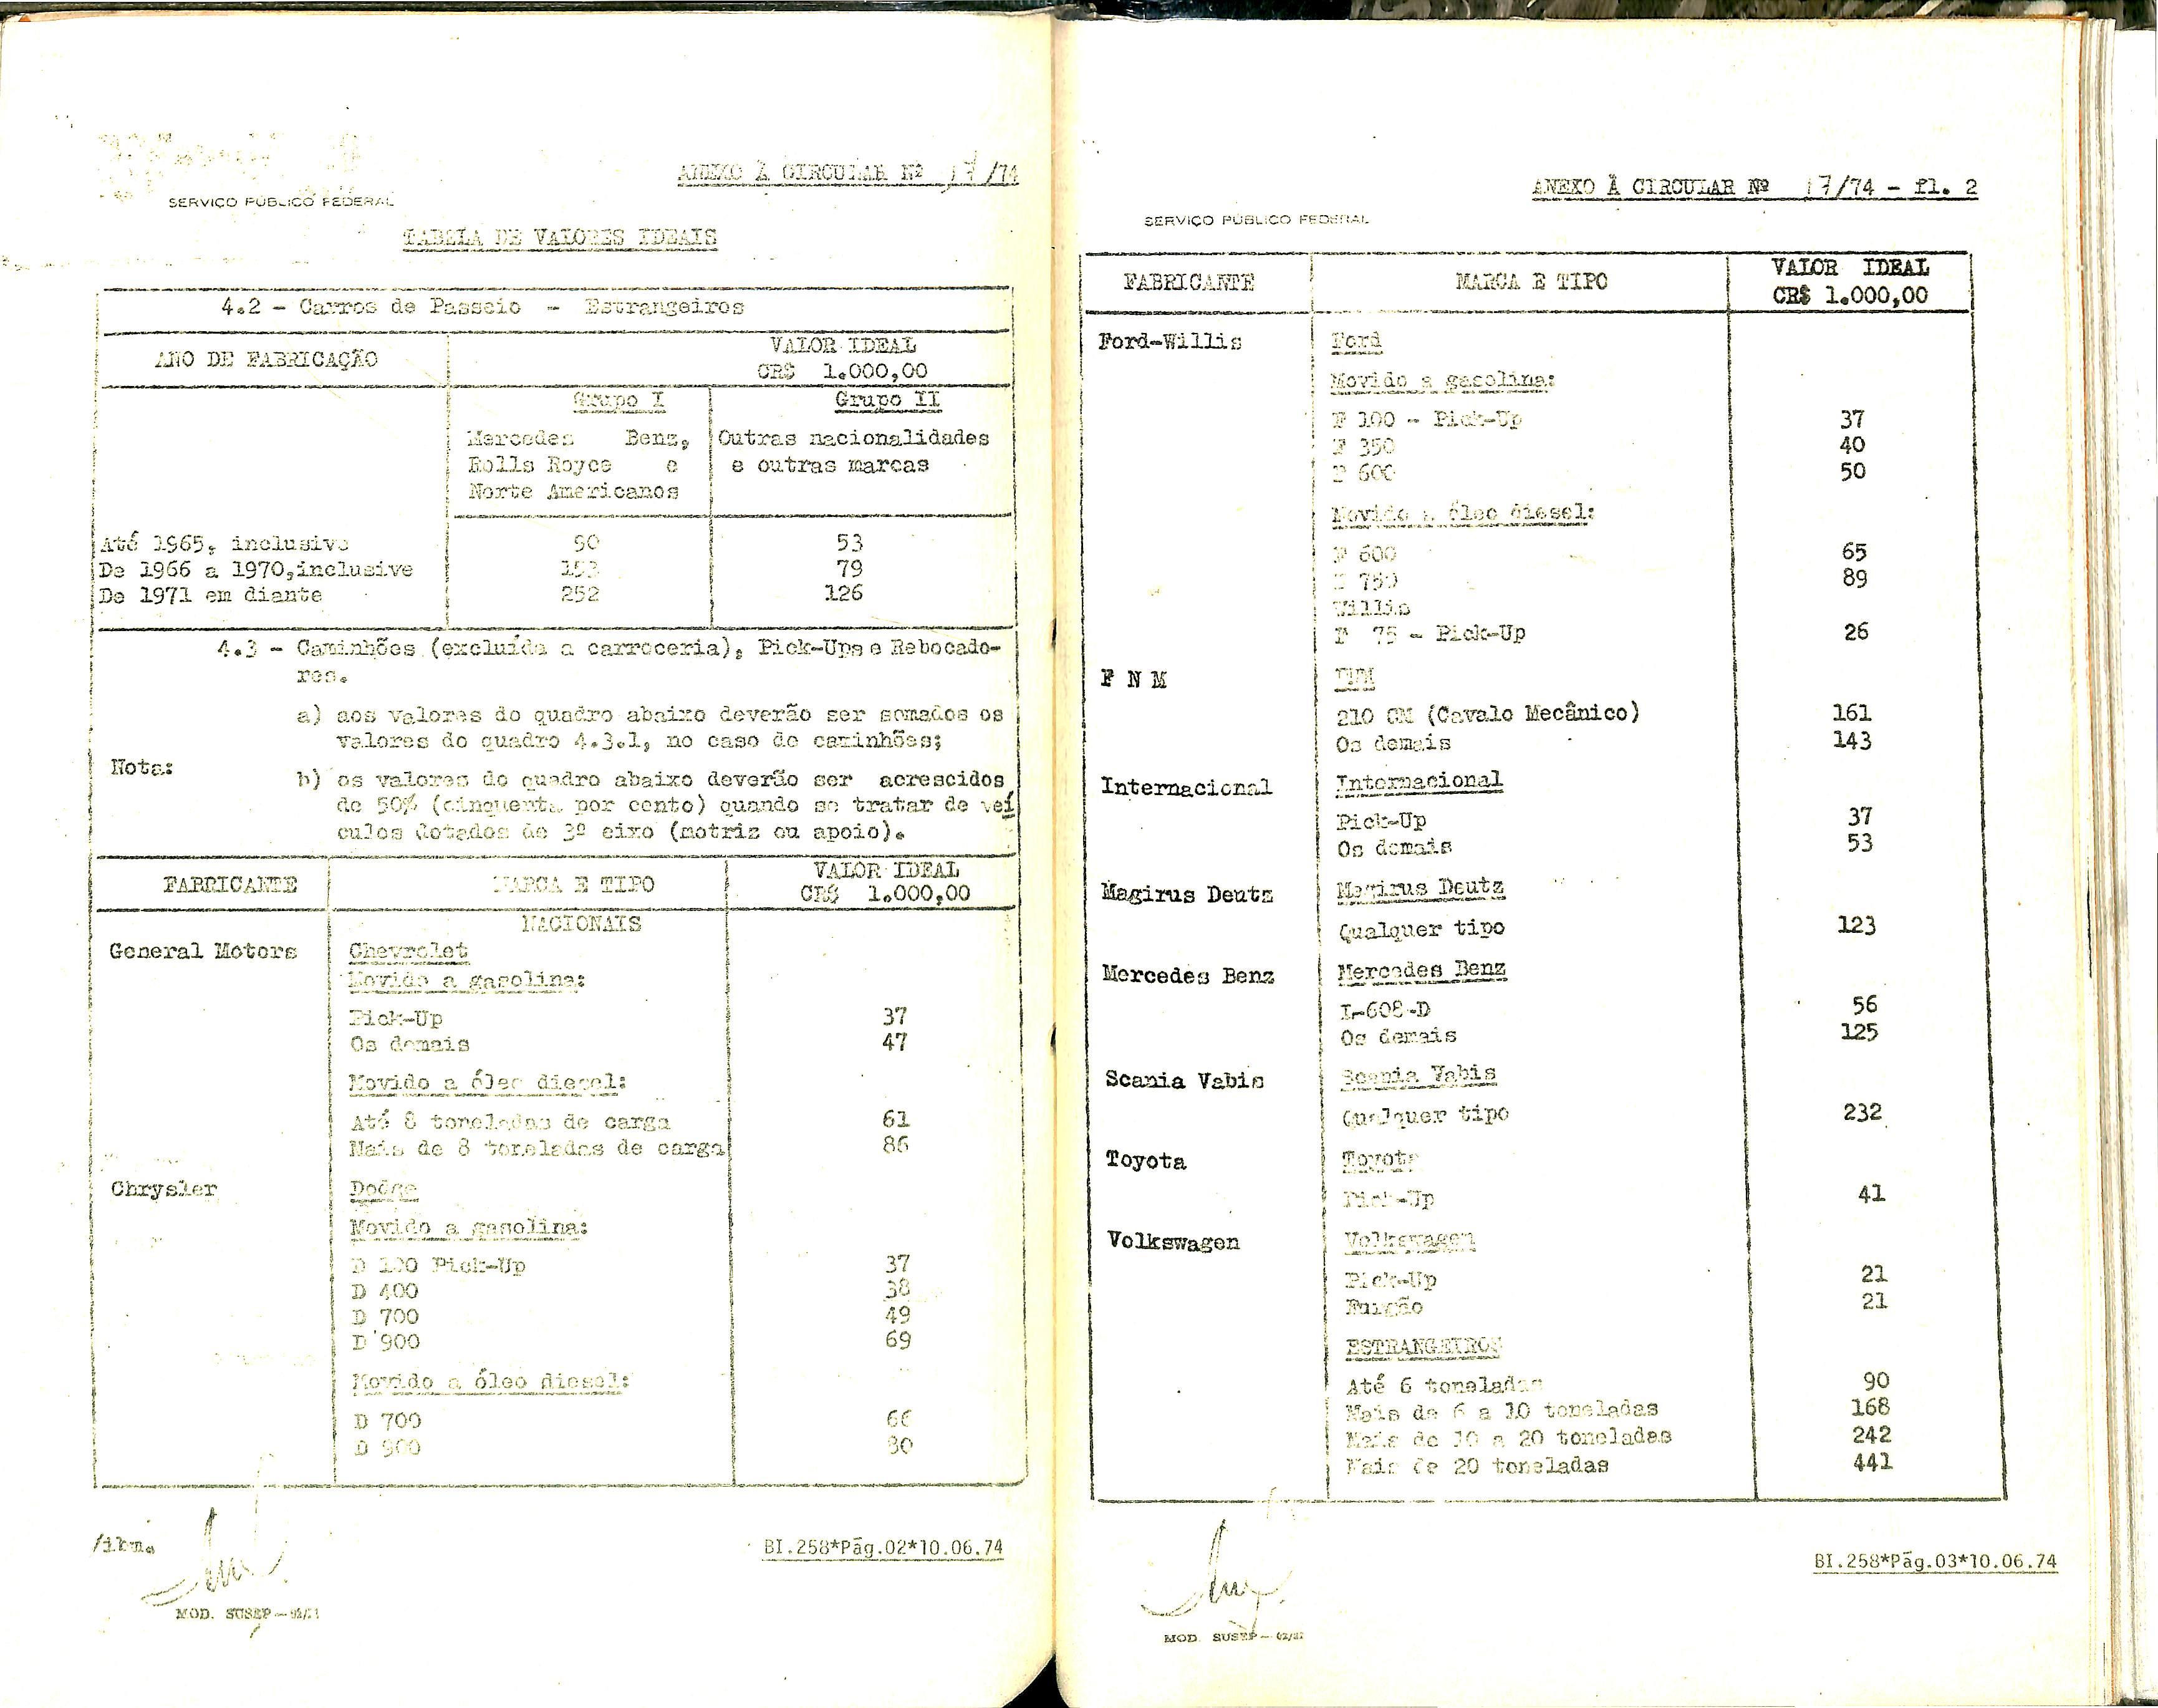 ANEXO À CIRCULAR Nº 17/74
SERVIÇO PÚBLICO FEDERAL
TABELA DE VALORES IDEAIS
4.2 - Carros de Passeio - Estrangeiros
ANO DE FABRICAÇÃO VALOR IDEAL
CR$ 1.000,00
Grupo I Grupo II
Mercedes Benz, Outras nacionalidades
Rolls Royce e e outras marcas
Norte Americanos
Até 1965, inclusive 90 53
De 1966 a 1970,inclusive 79
De 1971 em diante 252 126
4.3 - Caminhões (excluída a carroceria), Pick-Ups e Rebocado-
res.
a) aos valores do quadro abaixo deverão ser somados os
valores do quadro 4.3.1, no caso de caminhões;
Nota:
b) os valores do quadro abaixo deverão ser acrescidos
de 50% (cinquenta por cento) quando se tratar de veí
culos dotados de 3º eixo (motriz ou apoio).
FABRICANTE MARCA E TIPO VALOR IDEAL
CR$ 1.000,00
NACIONAIS
General Motors Chevrolet
Movido a gasolina:
Pick-Up 37
Os demais 47
Movido a óleo diesel:
Até 8 toneladas de carga 61
Mais de 8 toneladas de carga 86
Chrysler Dodge
Movido a gasolina:
D 100 Pick-Up 37
D 400 38
D 700 49
D 900 69
Movido a óleo diesel:
D 700 66
D 900
/ibm.
BI.258*Pág.02*10.06.74
MOD. SUSEP -
ANEXO À CIRCULAR Nº 17/74 - fl. 2
SERVIÇO PÚBLICO FEDERAL
FABRICANTE MARCA E TIPO VALOR IDEAL
CR$ 1.000,00
Ford-Willis Ford
Movido a gasolina:
F 100 - Pick-Up 37
F 350 40
F 600 50
Movido a óleo diesel:
F 600 65
F 750 89
Willis
F 75 - Pick-Up 26
F N M FNM
210 CM (Cavalo Mecânico) 161
Os demais 143
Internacional Internacional
Pick-Up 37
Os demais 53
Magirus Deutz Magirus Deutz
Qualquer tipo 123
Mercedes Benz Mercedes Benz
L-608-D 56
Os demais 125
Scania Vabis Scania Vabis
Qualquer tipo 232
Toyota Toyota
Pick-Up 41
Volkswagen Volkswagen
Pick-Up 21
Furgão 21
ESTRANGEIROS
Até 6 toneladas 90
Mais de 6 a 10 toneladas 168
Mais de 10 a 20 toneladas 242
Mais de 20 toneladas 441
BI.258*Pág.03*10.06.74
MOD. SUSEP -